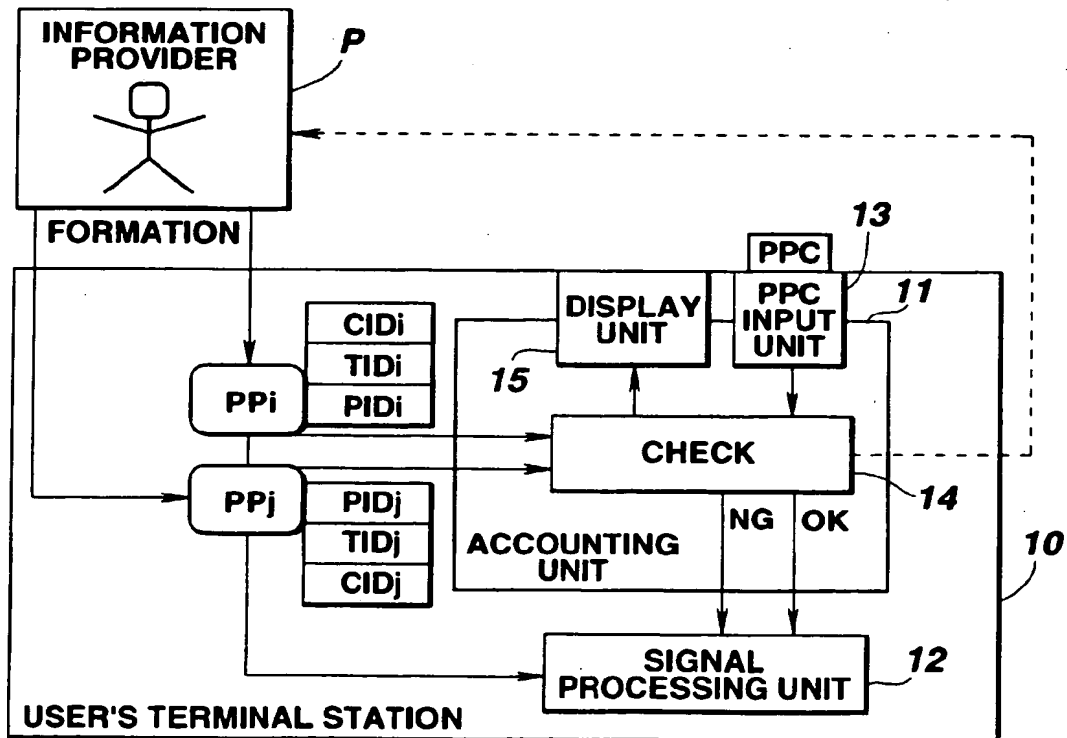 INFORMATION
PROVIDER
P
FORMATION
13
PPC
PPC
INPUT
UNIT
11
DISPLAY
UNIT
15
CIDi
TIDi
PIDi
PPi
CHECK
14
PPj
PIDj
TIDj
CIDj
NG
OK
ACCOUNTING
UNIT
10
SIGNAL
PROCESSING UNIT
12
USER'S TERMINAL STATION